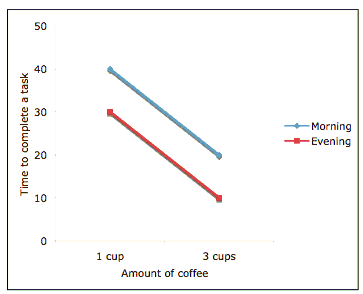 50
40
30
20
10
0
Time to complete a task
1 cup 3 cups
Amount of coffee
Morning
Evening